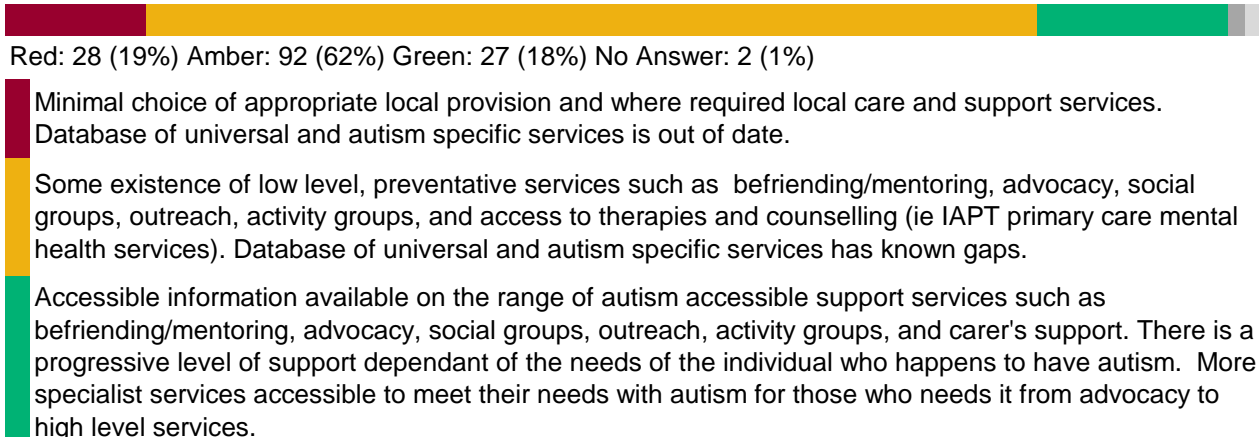 Red: 28 (19%) Amber: 92 (62%) Green: 27 (18%) No Answer: 2 (1%)
Minimal choice of appropriate local provision and where required local care and support services.
Database of universal and autism specific services is out of date.
Some existence of low level, preventative services such as  befriending/mentoring, advocacy, social
groups, outreach, activity groups, and access to therapies and counselling (ie IAPT primary care mental
health services). Database of universal and autism specific services has known gaps.
Accessible information available on the range of autism accessible support services such as
befriending/mentoring, advocacy, social groups, outreach, activity groups, and carer's support. There is a
progressive level of support dependant of the needs of the individual who happens to have autism.  More
specialist services accessible to meet their needs with autism for those who needs it from advocacy to
high level services.